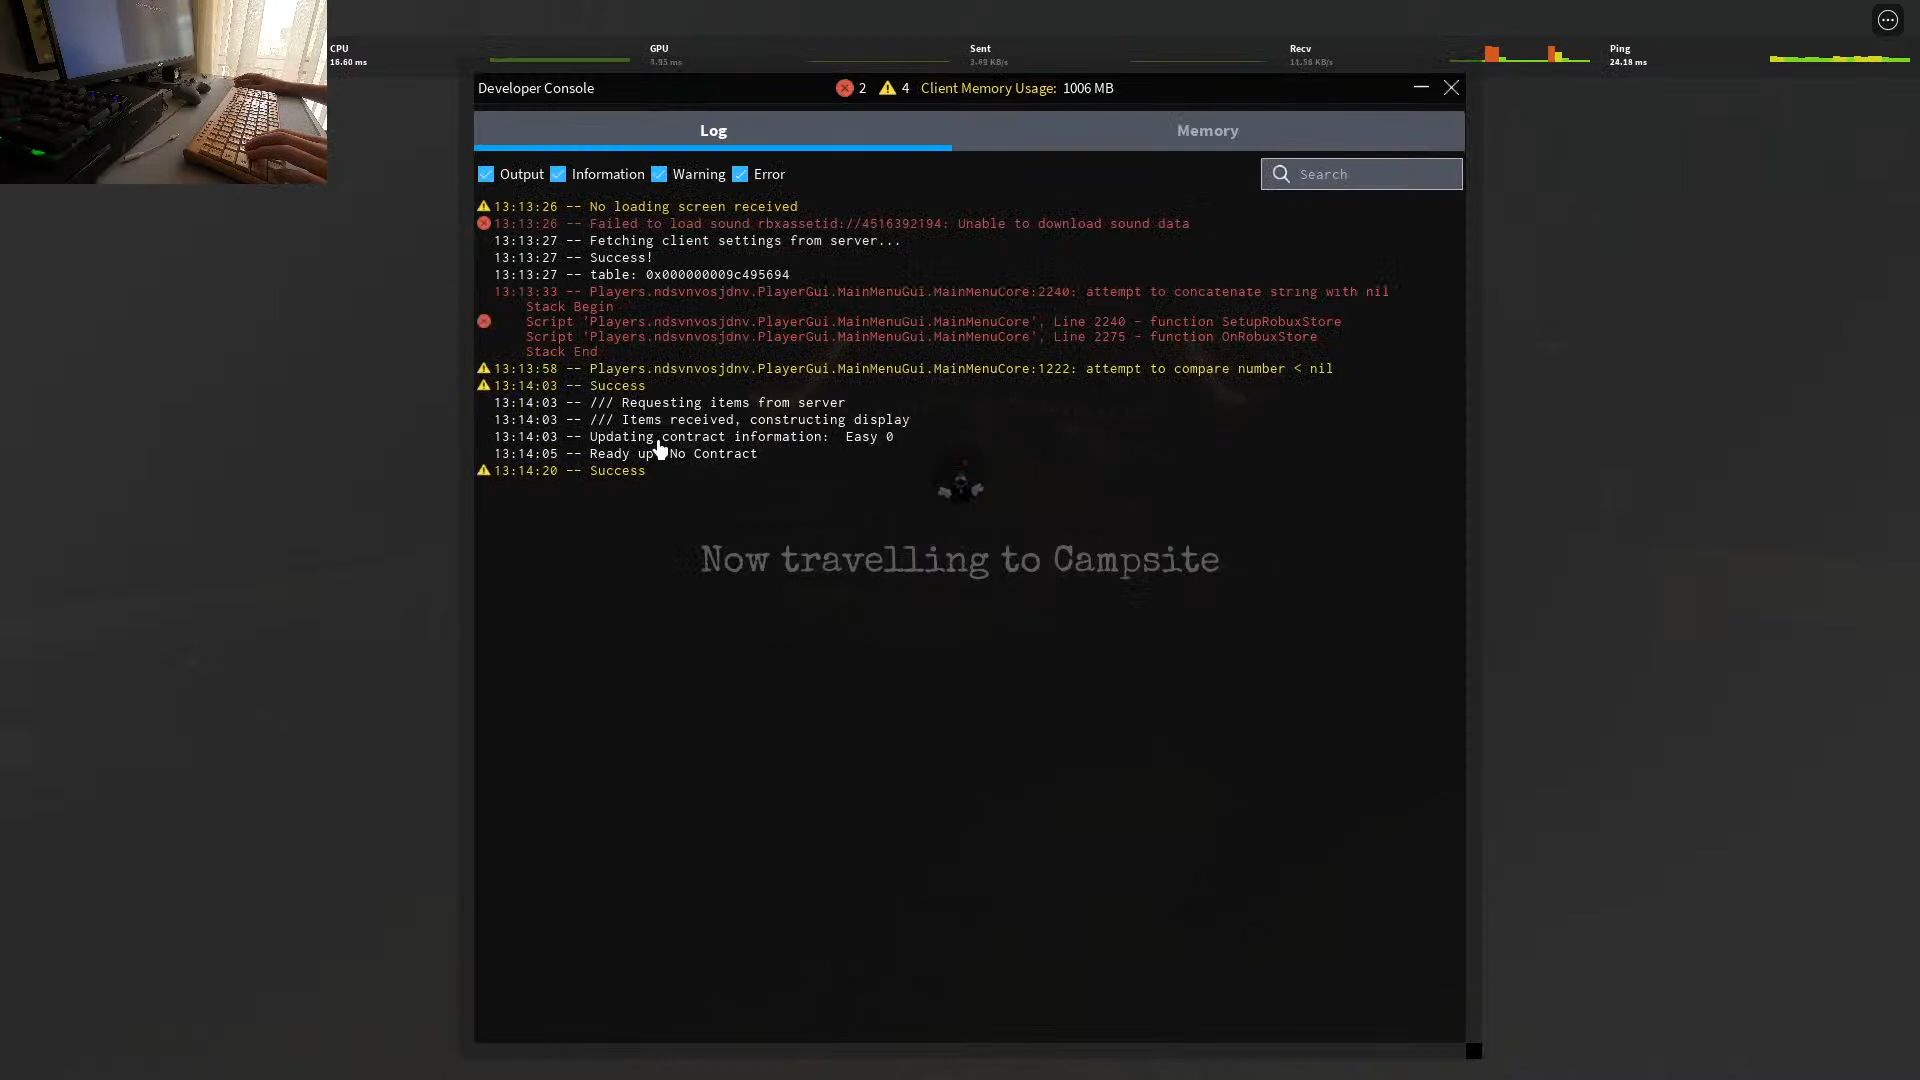 CPU
16.60 ms
GPU
Sent
Recv
Ping
24.18 ms
Developer Console
2
4
Client Memory Usage: 1006 MB
Log
Memory
Output
Information
Warning
Error
Search
13:13:26 -- No loading screen received
13:13:26 -- Failed to load sound rbxassetid://4516392194: Unable to download sound data
13:13:27 -- Fetching client settings from server...
13:13:27 -- Success!
13:13:27 -- table: 0x000000009c495694
13:13:33 -- Players.ndsvnvosjdnv.PlayerGui.MainMenuGui.MainMenuCore:2240: attempt to concatenate string with nil
Stack Begin
Script 'Players.ndsvnvosjdnv.PlayerGui.MainMenuGui.MainMenuCore', Line 2240 - function SetupRobuxStore
Script 'Players.ndsvnvosjdnv.PlayerGui.MainMenuGui.MainMenuCore', Line 2275 - function OnRobuxStore
Stack End
13:13:58 -- Players.ndsvnvosjdnv.PlayerGui.MainMenuGui.MainMenuCore:1222: attempt to compare number < nil
13:14:03 -- Success
13:14:03 -- /// Requesting items from server
13:14:03 -- /// Items received, constructing display
13:14:03 -- Updating contract information:  Easy 0
13:14:05 -- Ready up No Contract
13:14:20 -- Success
Now travelling to Campsite